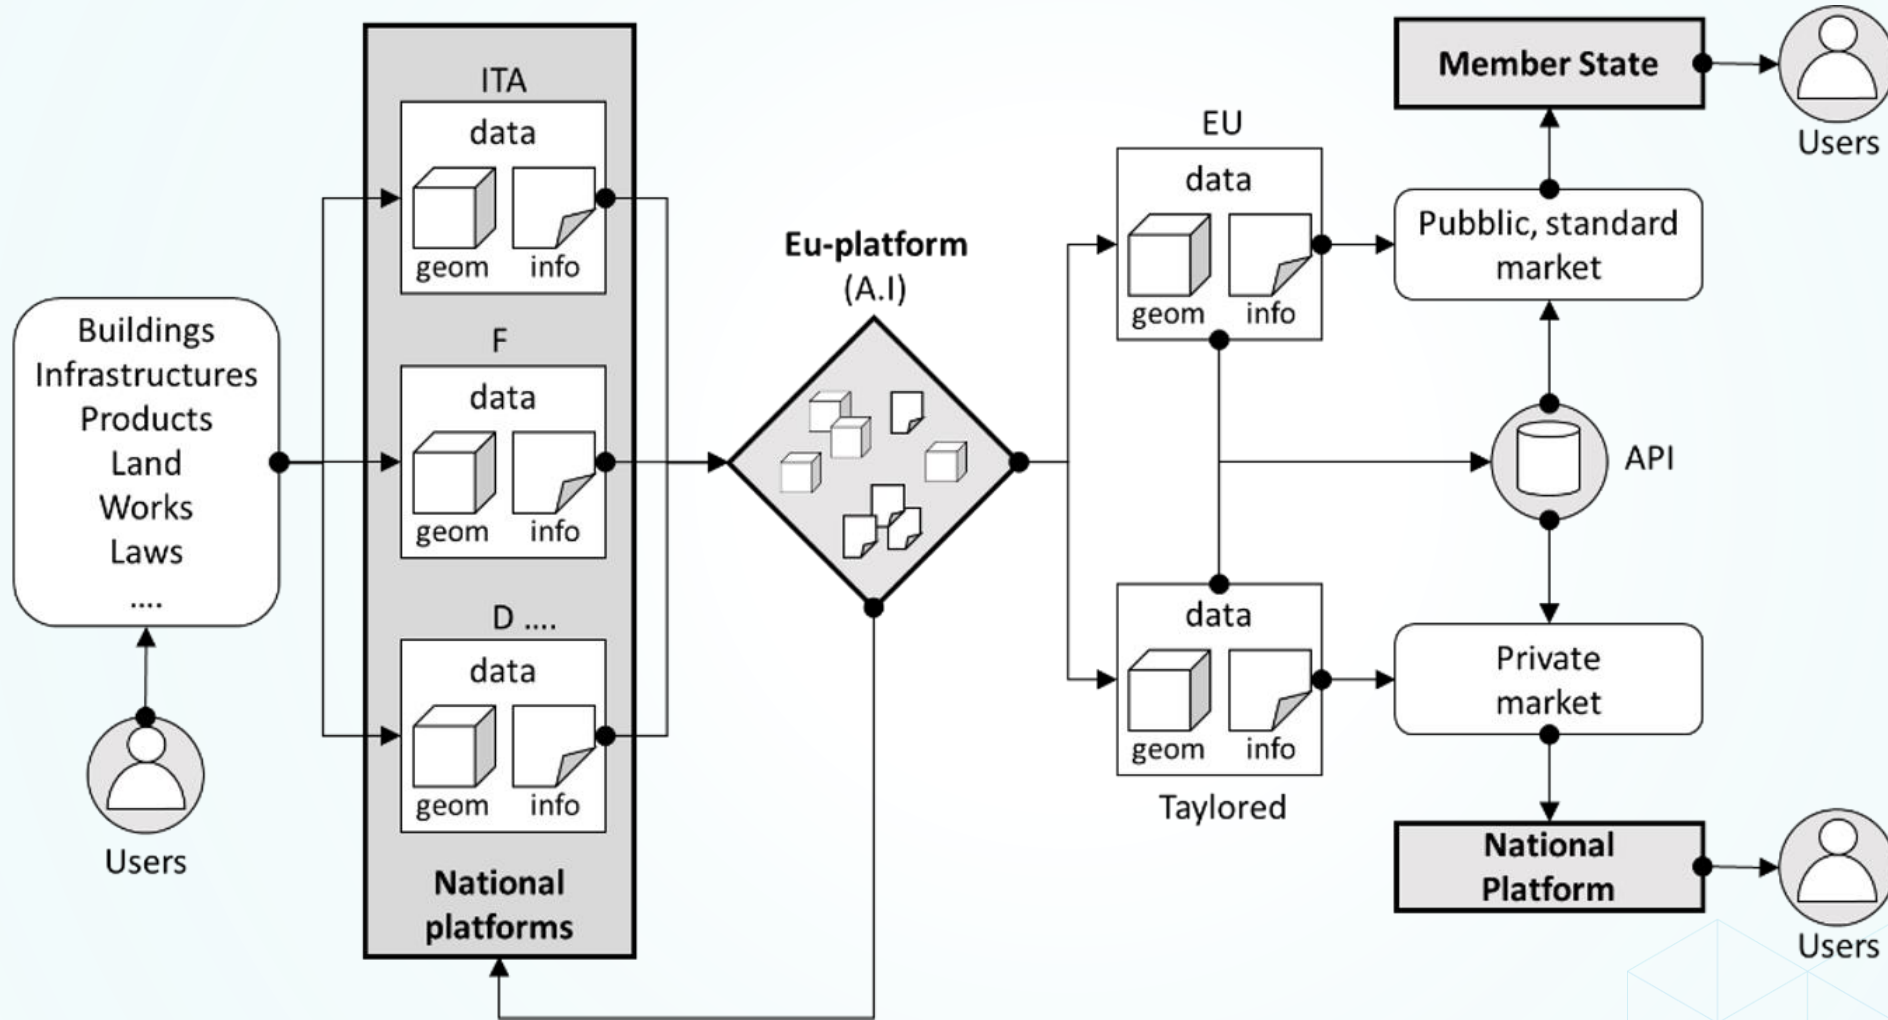 Buildings
Infrastructures
Products
Land
Works
Laws
....
Users
ITA
data
geom
info
F
data
geom
info
D ....
data
geom
info
National
platforms
Eu-platform
(A.I)
EU
data
geom
info
data
geom
info
Taylored
Member State
Users
Pubblic, standard
market
API
Private
market
National
Platform
Users